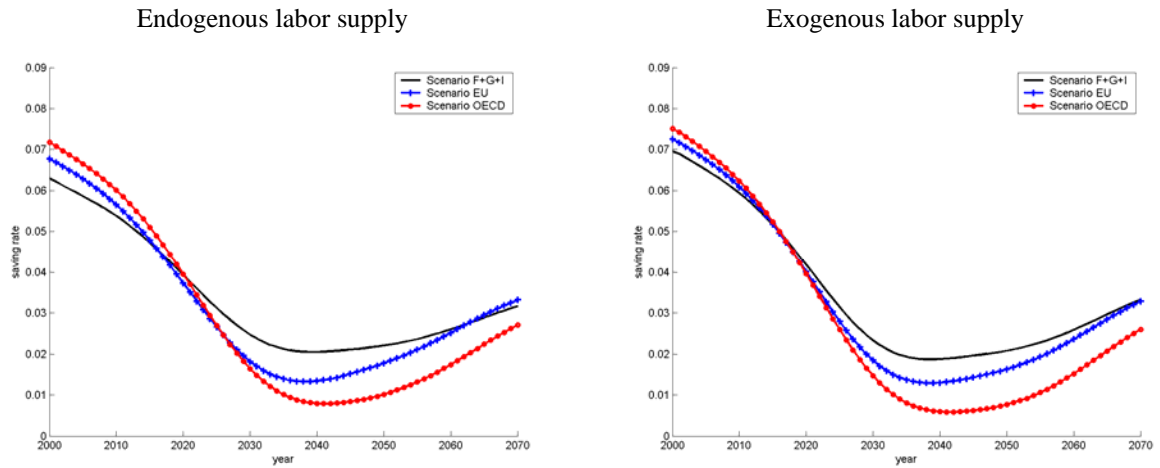 Endogenous labor supply
0.09
0.08
0.07
0.06
0.05
0.04
0.03
0.02
0.01
0
saving rate
Scenario F+G+I
Scenario EU
Scenario OECD
2000 2010 2020 2030 2040 2050 2060 2070
year
Exogenous labor supply
0.09
0.08
0.07
0.06
0.05
0.04
0.03
0.02
0.01
0
saving rate
Scenario F+G+I
Scenario EU
Scenario OECD
2000 2010 2020 2030 2040 2050 2060 2070
year